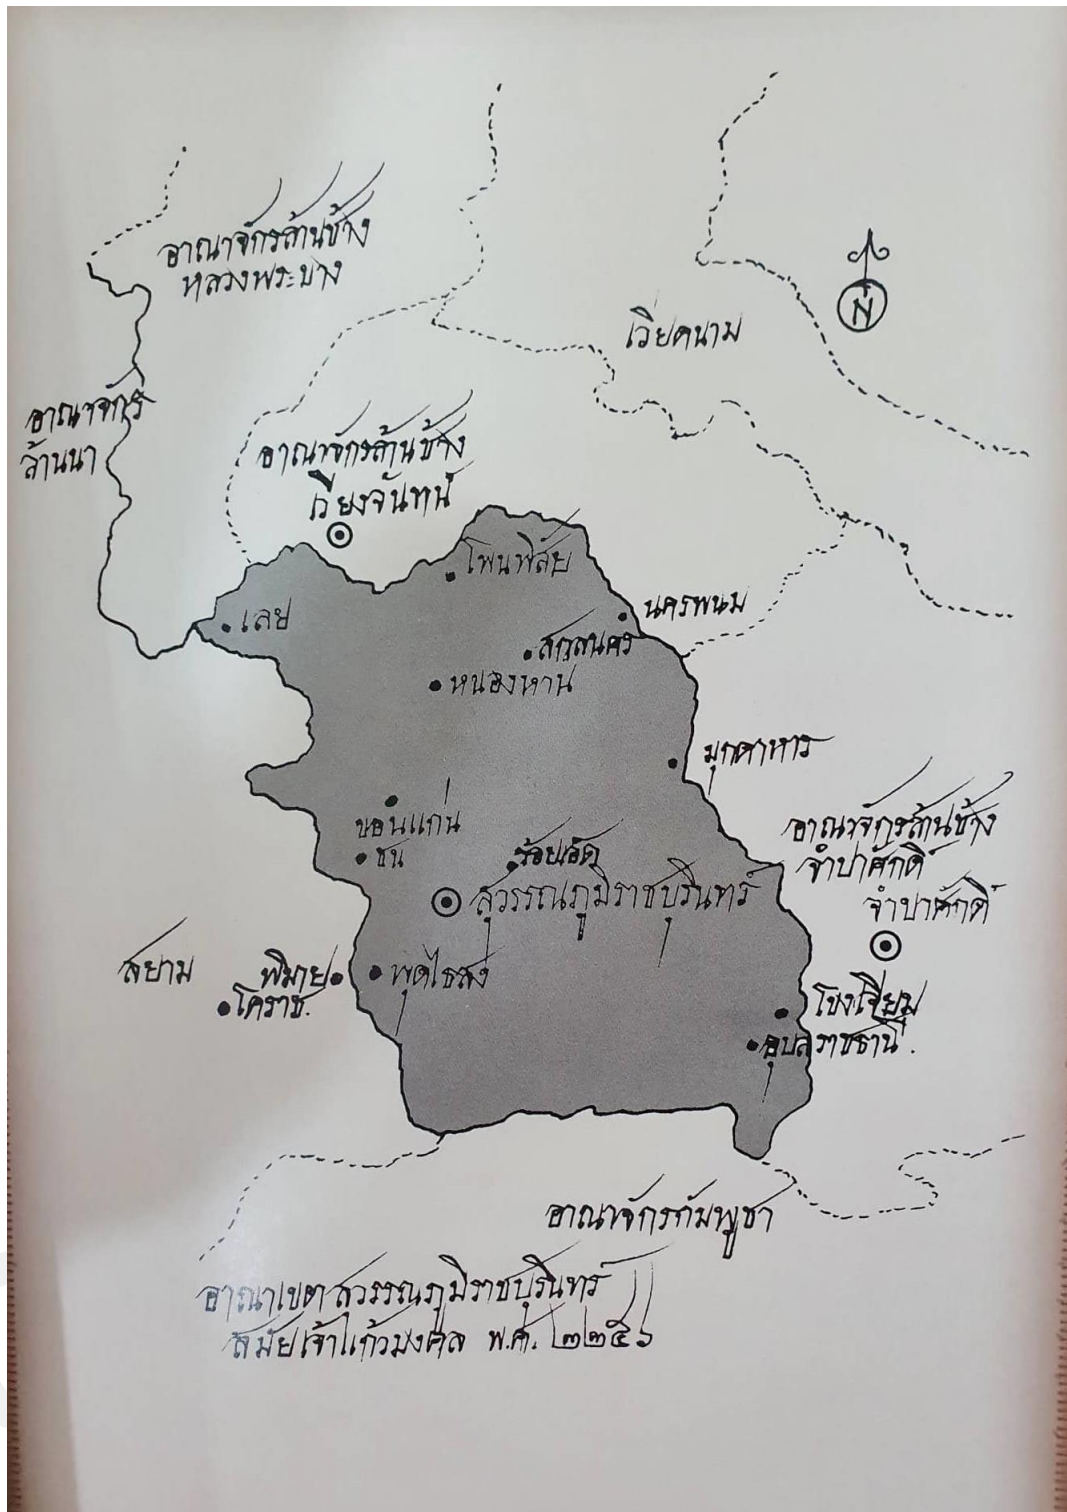 อาณาจักรล้านช้าง
หลวงพระบาง
N
เวียดนาม
อาณาจักร
ล้านนา
อาณาจักรล้านช้าง
เวียงจันทน์
โพนพิสัย
เลย
นครพนม
สกลนคร
หนองหาน
มุกดาหาร
ขอนแก่น
ชน
ร้อยเอ็ด
สุวรรณภูมิราชบุรินทร์
อาณาจักรล้านช้าง
จำปาศักดิ์
จำปาศักดิ์
สยาม
พิมาย
พุดไธสง
โคราช.
โขงเจียม
อุบลราชธานี.
อาณาจักรกัมพูชา
อาณาเขตสุวรรณภูมิราชบุรินทร์
สมัยเจ้าแก้วมงคล พ.ศ. ๒๒๕๖